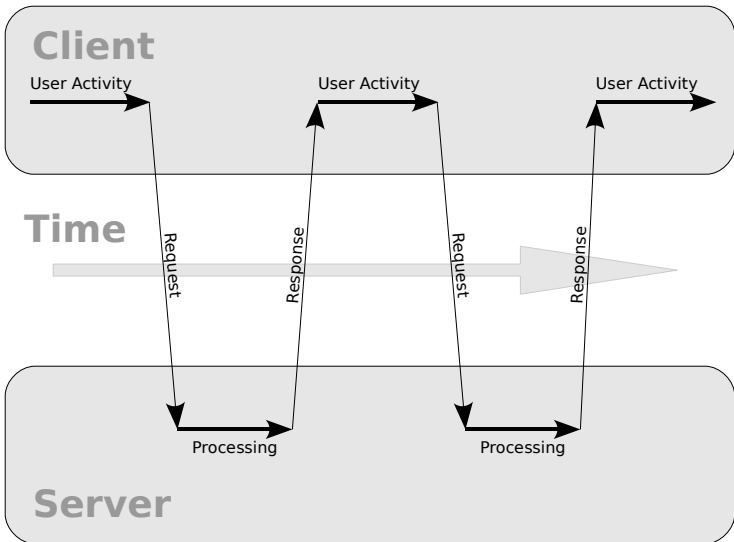 Client
User Activity
User Activity
User Activity
Time
Request
Response
Request
Response
Processing
Processing
Server